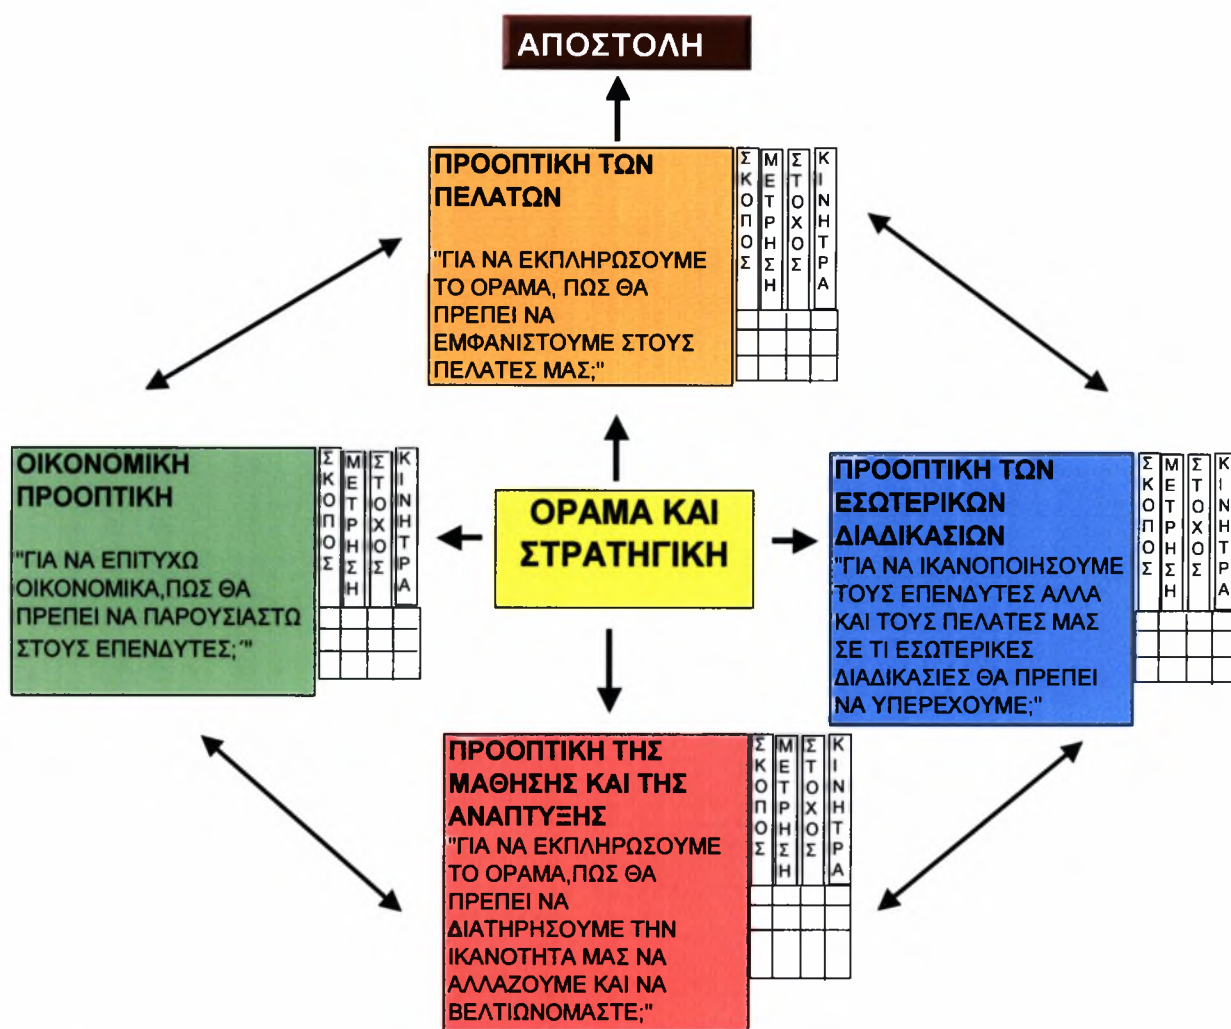 ΑΠΟΣΤΟΛΗ
ΠΡΟΟΠΤΙΚΗ ΤΩΝ
ΠΕΛΑΤΩΝ
"ΓΙΑ ΝΑ ΕΚΠΛΗΡΩΣΟΥΜΕ
ΤΟ ΟΡΑΜΑ, ΠΩΣ ΘΑ
ΠΡΕΠΕΙ ΝΑ
ΕΜΦΑΝΙΣΤΟΥΜΕ ΣΤΟΥΣ
ΠΕΛΑΤΕΣ ΜΑΣ;"
ΣΚΟΠΟΣ
ΜΕΤΡΗΣΗ
ΣΤΟΧΟΣ
ΚΙΝΗΤΡΑ
ΟΙΚΟΝΟΜΙΚΗ
ΠΡΟΟΠΤΙΚΗ
"ΓΙΑ ΝΑ ΕΠΙΤΥΧΩ
ΟΙΚΟΝΟΜΙΚΑ,ΠΩΣ ΘΑ
ΠΡΕΠΕΙ ΝΑ ΠΑΡΟΥΣΙΑΣΤΩ
ΣΤΟΥΣ ΕΠΕΝΔΥΤΕΣ;'"
ΣΚΟΠΟΣ
ΜΕΤΡΗΣΗ
ΣΤΟΧΟΣ
ΚΙΝΗΤΡΑ
ΟΡΑΜΑ ΚΑΙ
ΣΤΡΑΤΗΓΙΚΗ
ΠΡΟΟΠΤΙΚΗ ΤΩΝ
ΕΣΩΤΕΡΙΚΩΝ
ΔΙΑΔΙΚΑΣΙΩΝ
"ΓΙΑ ΝΑ ΙΚΑΝΟΠΟΙΗΣΟΥΜΕ
ΤΟΥΣ ΕΠΕΝΔΥΤΕΣ ΑΛΛΑ
ΚΑΙ ΤΟΥΣ ΠΕΛΑΤΕΣ ΜΑΣ
ΣΕ ΤΙ ΕΣΩΤΕΡΙΚΕΣ
ΔΙΑΔΙΚΑΣΙΕΣ ΘΑ ΠΡΕΠΕΙ
ΝΑ ΥΠΕΡΕΧΟΥΜΕ;"
ΣΚΟΠΟΣ
ΜΕΤΡΗΣΗ
ΣΤΟΧΟΣ
ΚΙΝΗΤΡΑ
ΠΡΟΟΠΤΙΚΗ ΤΗΣ
ΜΑΘΗΣΗΣ ΚΑΙ ΤΗΣ
ΑΝΑΠΤΥΞΗΣ
"ΓΙΑ ΝΑ ΕΚΠΛΗΡΩΣΟΥΜΕ
ΤΟ ΟΡΑΜΑ,ΠΩΣ ΘΑ
ΠΡΕΠΕΙ ΝΑ
ΔΙΑΤΗΡΗΣΟΥΜΕ ΤΗΝ
ΙΚΑΝΟΤΗΤΑ ΜΑΣ ΝΑ
ΑΛΛΑΖΟΥΜΕ ΚΑΙ ΝΑ
ΒΕΛΤΙΩΝΟΜΑΣΤΕ;"
ΣΚΟΠΟΣ
ΜΕΤΡΗΣΗ
ΣΤΟΧΟΣ
ΚΙΝΗΤΡΑ